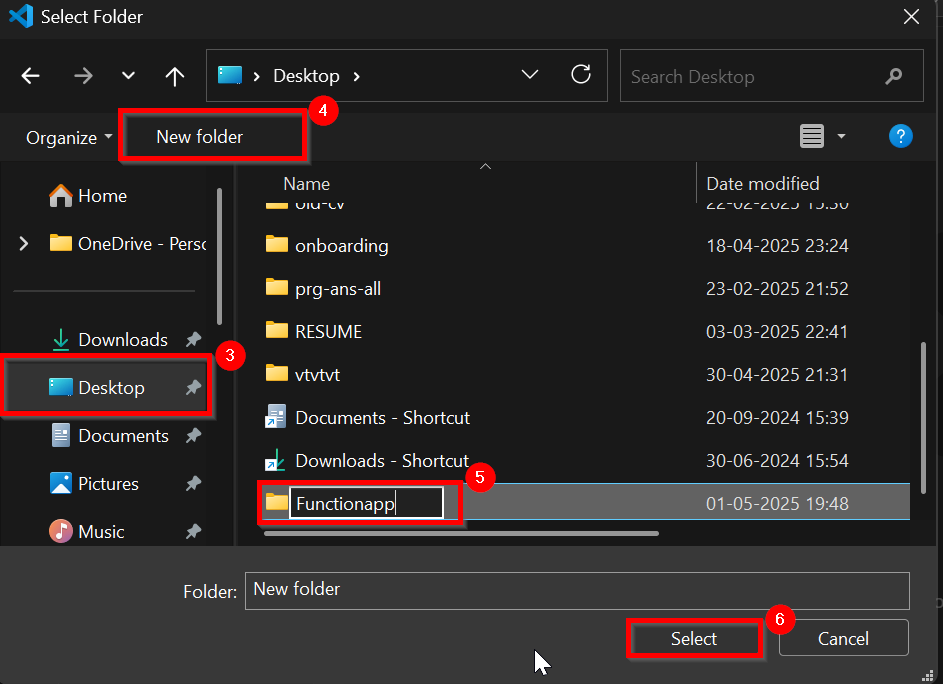 Select Folder
Desktop
Search Desktop
4
Organize
New folder
?
Name
Date modified
Home
old-cv
22-02-2025 15:50
OneDrive - Perso
onboarding
18-04-2025 23:24
prg-ans-all
23-02-2025 21:52
RESUME
03-03-2025 22:41
Downloads
3
vtvtvt
30-04-2025 21:31
Desktop
Documents - Shortcut
20-09-2024 15:39
Documents
Downloads - Shortcut
30-06-2024 15:54
Pictures
5
Functionapp
01-05-2025 19:48
Music
Folder:
New folder
6
Select
Cancel